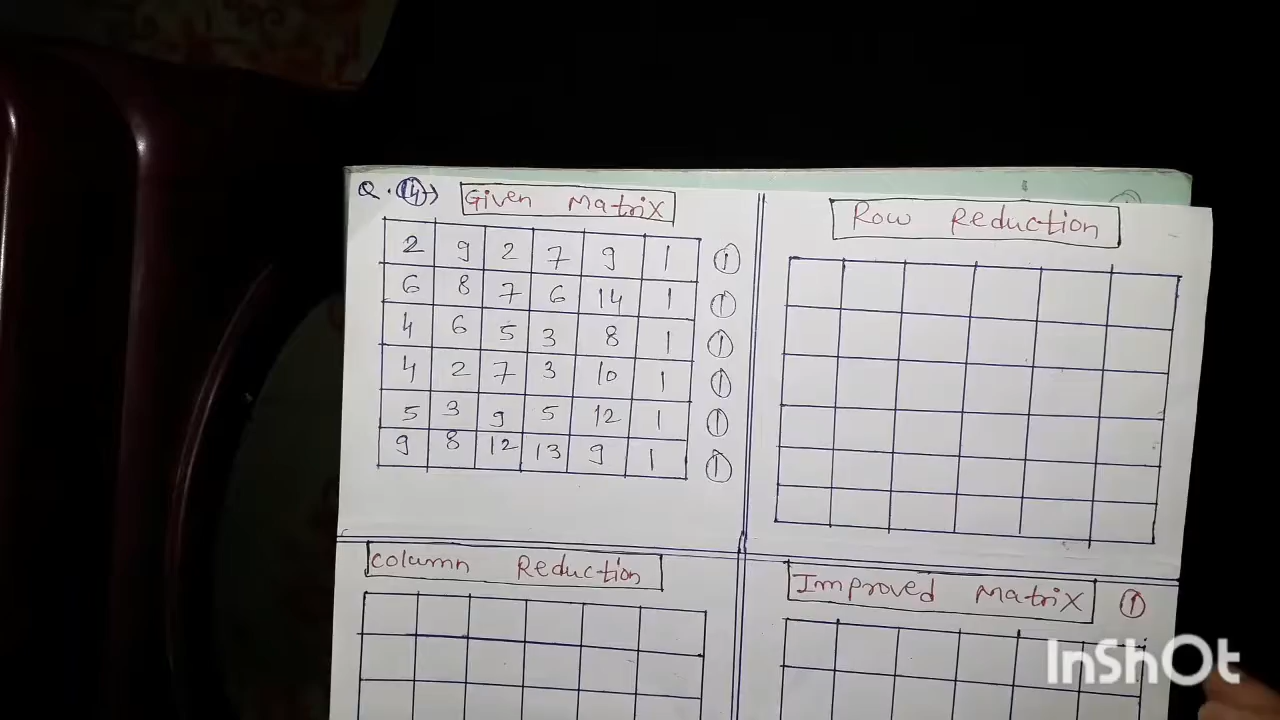 Q. 14) Given Matrix
2 9 2 7 9 1 1
6 8 7 6 14 1 1
4 6 5 3 8 1 1
4 2 7 3 10 1 1
5 3 9 5 12 1 1
9 8 12 13 9 1 1
Row Reduction
Column Reduction
Improved Matrix 1
InShOt